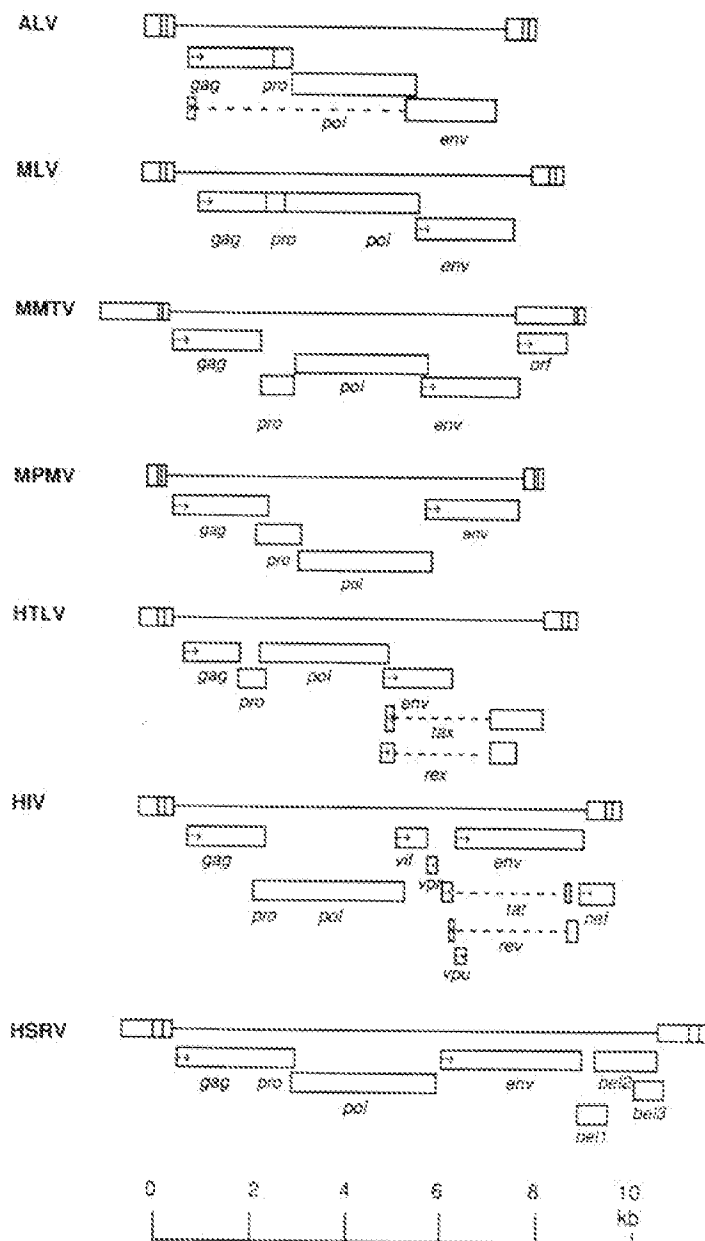 ALV
gag pro
pol
env
MLV
gag pro pol env
MMTV
gag pol orf
pro env
MPMV
gag env
pro
pol
HTLV
gag pol env
pro
tax
rex
HIV
gag vif env
vpr
pro pol tat nef
rev
vpu
HSRV
gag pro env bel2
pol bel3
bel1
0 2 4 6 8 10
kb